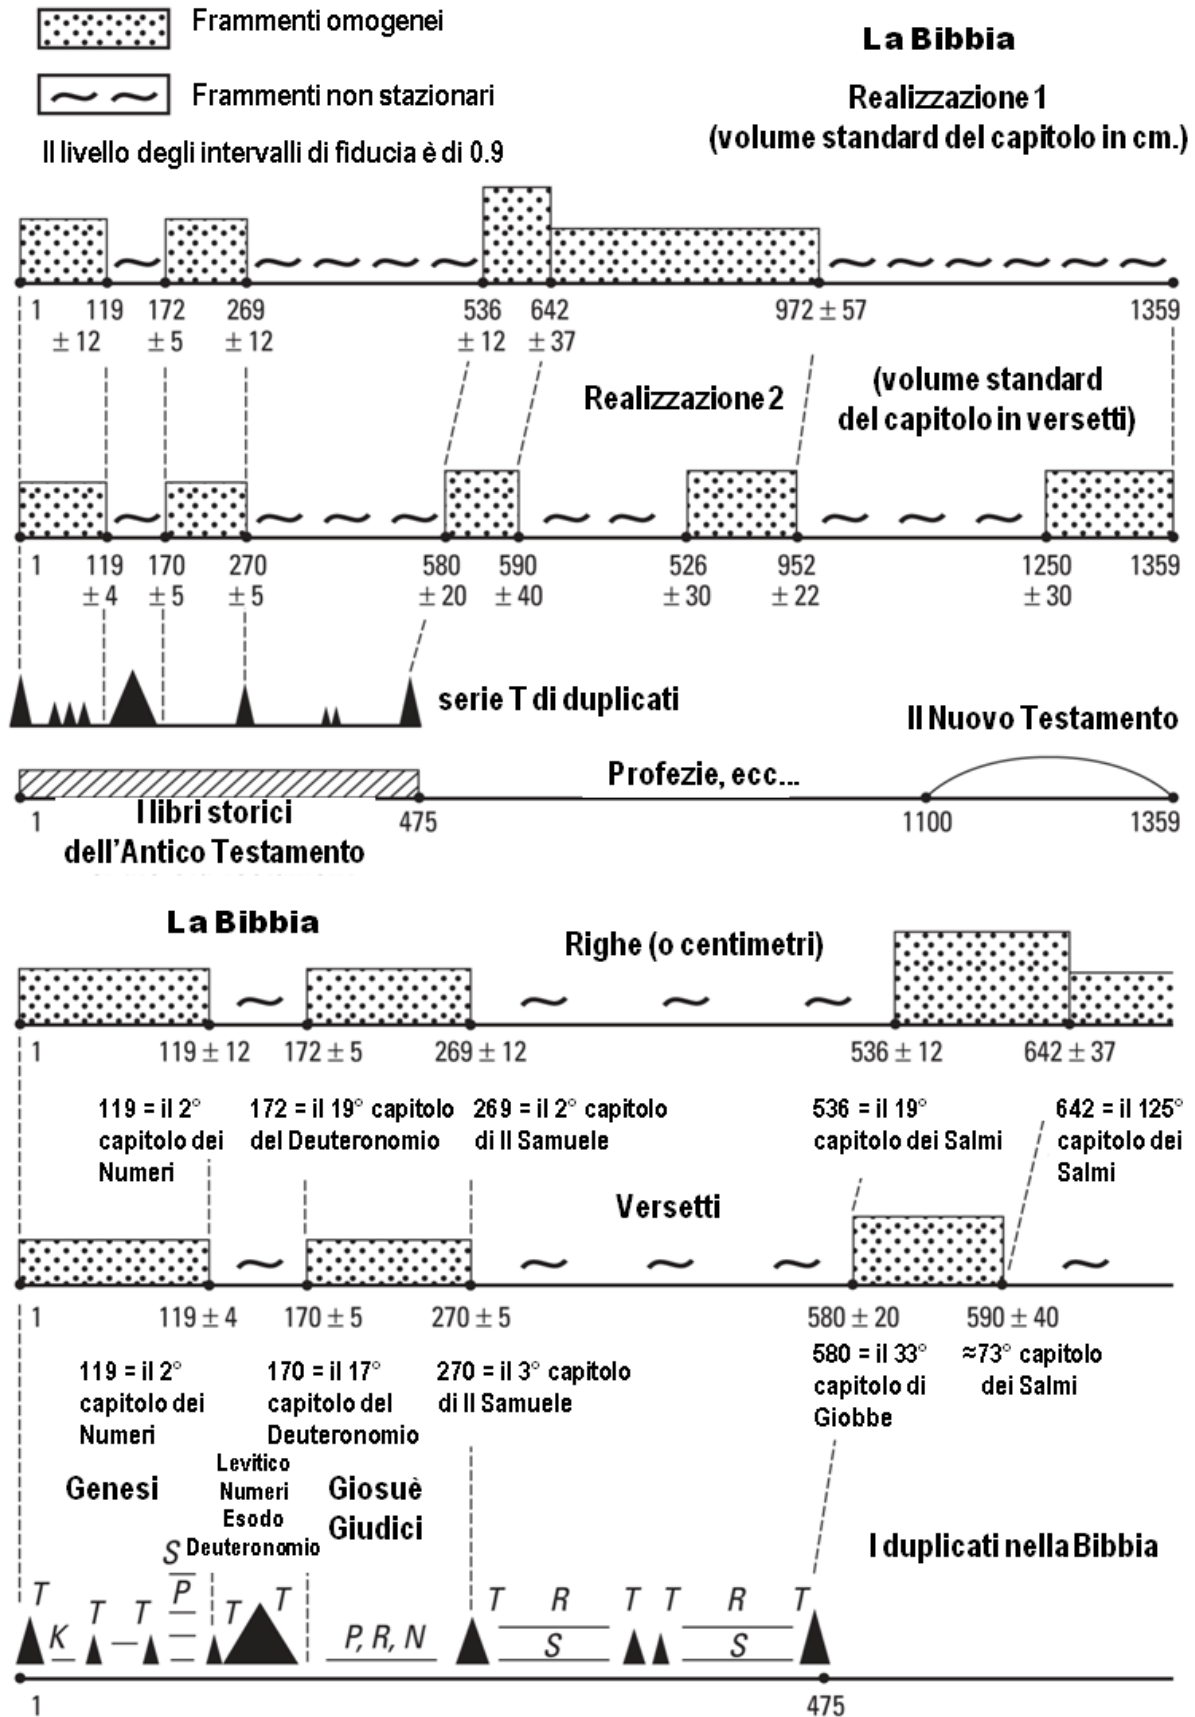 Frammenti omogenei
La Bibbia
Frammenti non stazionari
Realizzazione 1
(volume standard del capitolo in cm.)
Il livello degli intervalli di fiducia è di 0.9
1 119 172 269 536 642 972 ± 57 1359
± 12 ± 5 ± 12 ± 12 ± 37
Realizzazione 2
(volume standard
del capitolo in versetti)
1 119 170 270 580 590 526 952 1250 1359
± 4 ± 5 ± 5 ± 20 ± 40 ± 30 ± 22 ± 30
serie T di duplicati
Il Nuovo Testamento
Profezie, ecc...
1 475 1100 1359
I libri storici
dell'Antico Testamento
La Bibbia
Righe (o centimetri)
1 119 ± 12 172 ± 5 269 ± 12 536 ± 12 642 ± 37
119 = il 2°
capitolo dei
Numeri
172 = il 19° capitolo
del Deuteronomio
269 = il 2° capitolo
di II Samuele
536 = il 19°
capitolo dei Salmi
642 = il 125°
capitolo dei
Salmi
Versetti
1 119 ± 4 170 ± 5 270 ± 5 580 ± 20 590 ± 40
119 = il 2°
capitolo dei
Numeri
170 = il 17°
capitolo del
Deuteronomio
270 = il 3° capitolo
di II Samuele
580 = il 33°
capitolo di
Giobbe
≈73° capitolo
dei Salmi
Genesi
Levitico
Numeri
Esodo
Deuteronomio
Giosuè
Giudici
I duplicati nella Bibbia
S
T K T T P T T P, R, N T R T T R T
S S
1 475